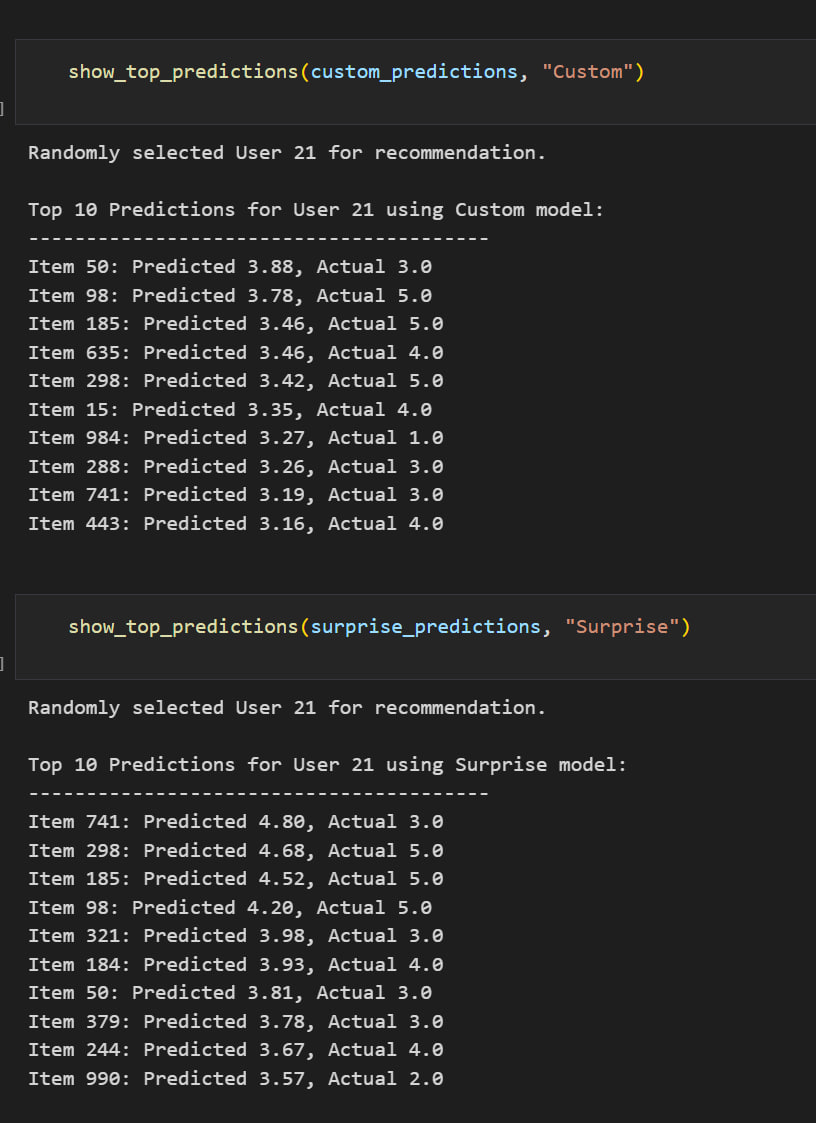 show_top_predictions(custom_predictions, "Custom")
]
Randomly selected User 21 for recommendation.
Top 10 Predictions for User 21 using Custom model:
----------------------------------------
Item 50: Predicted 3.88, Actual 3.0
Item 98: Predicted 3.78, Actual 5.0
Item 185: Predicted 3.46, Actual 5.0
Item 635: Predicted 3.46, Actual 4.0
Item 298: Predicted 3.42, Actual 5.0
Item 15: Predicted 3.35, Actual 4.0
Item 984: Predicted 3.27, Actual 1.0
Item 288: Predicted 3.26, Actual 3.0
Item 741: Predicted 3.19, Actual 3.0
Item 443: Predicted 3.16, Actual 4.0
show_top_predictions(surprise_predictions, "Surprise")
]
Randomly selected User 21 for recommendation.
Top 10 Predictions for User 21 using Surprise model:
----------------------------------------
Item 741: Predicted 4.80, Actual 3.0
Item 298: Predicted 4.68, Actual 5.0
Item 185: Predicted 4.52, Actual 5.0
Item 98: Predicted 4.20, Actual 5.0
Item 321: Predicted 3.98, Actual 3.0
Item 184: Predicted 3.93, Actual 4.0
Item 50: Predicted 3.81, Actual 3.0
Item 379: Predicted 3.78, Actual 3.0
Item 244: Predicted 3.67, Actual 4.0
Item 990: Predicted 3.57, Actual 2.0